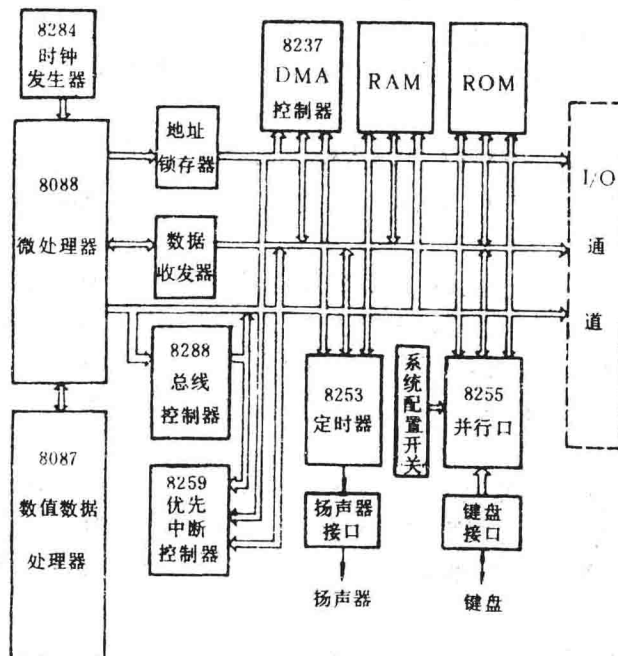 8284
时钟
发生器
8237
DMA
控制器
RAM
ROM
地址
锁存器
8088
微处理器
数据
收发器
I/O
通
道
8288
总线
控制器
8253
定时器
系统配置开关
8255
并行口
8087
数值数据
处理器
8259
优先
中断
控制器
扬声器
接口
键盘
接口
扬声器
键盘